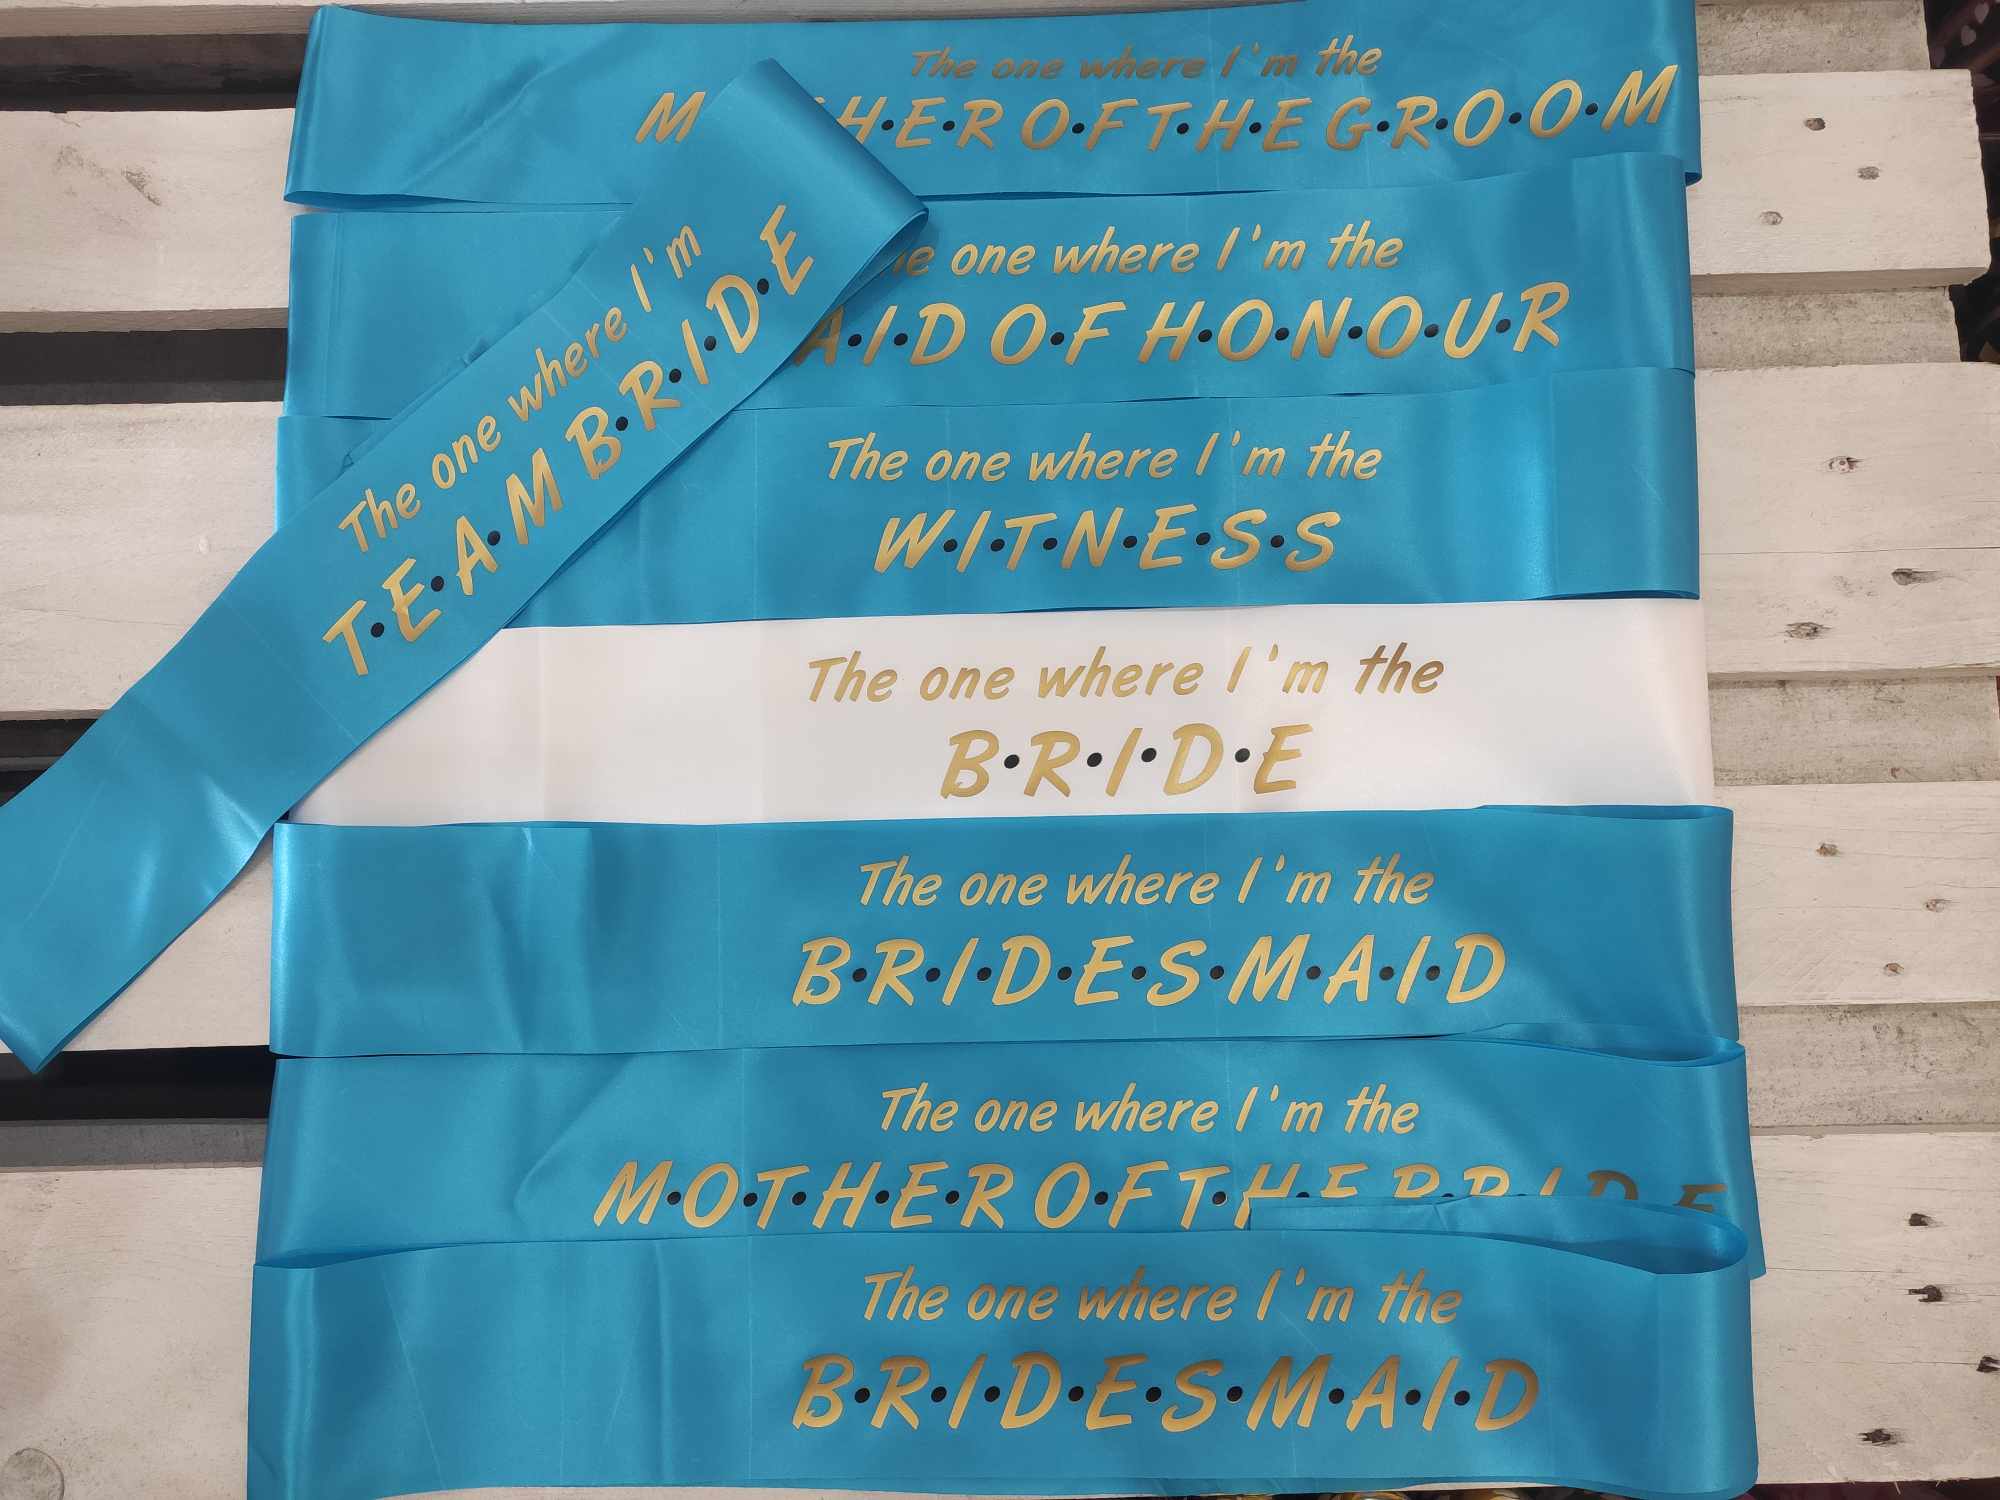 The one where I'm the
H•E•R O•F T•H•E G•R•O•O•M
one where I'm the
A•I•D O•F H•O•N•O•U•R
The one where I'm
T•E•A•M B•R•I•D•E
The one where I'm the
W•I•T•N•E•S•S
The one where I'm the
B•R•I•D•E
The one where I'm the
B•R•I•D•E•S•M•A•I•D
The one where I'm the
M•O•T•H•E•R O•F T•H•E B•R•I•D•E
The one where I'm the
B•R•I•D•E•S•M•A•I•D